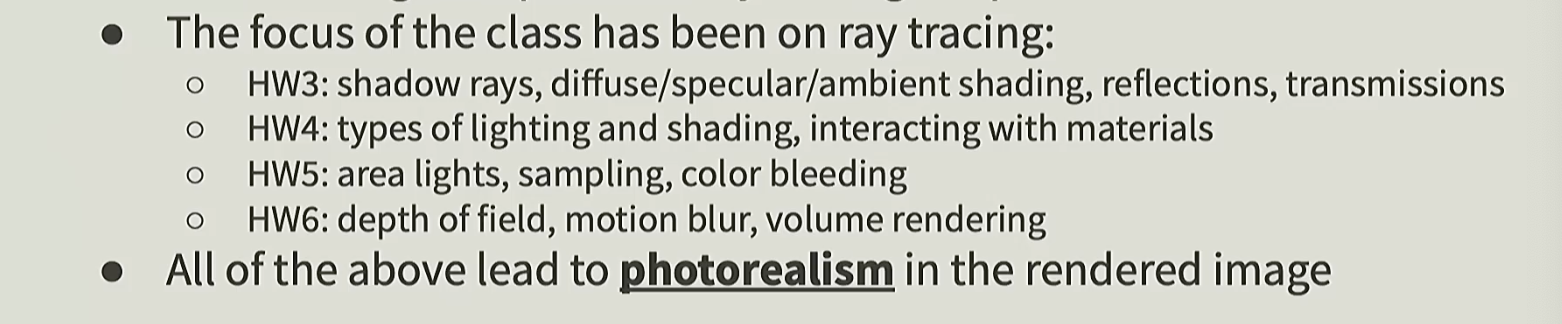 ● The focus of the class has been on ray tracing:
○ HW3: shadow rays, diffuse/specular/ambient shading, reflections, transmissions
○ HW4: types of lighting and shading, interacting with materials
○ HW5: area lights, sampling, color bleeding
○ HW6: depth of field, motion blur, volume rendering
● All of the above lead to photorealism in the rendered image